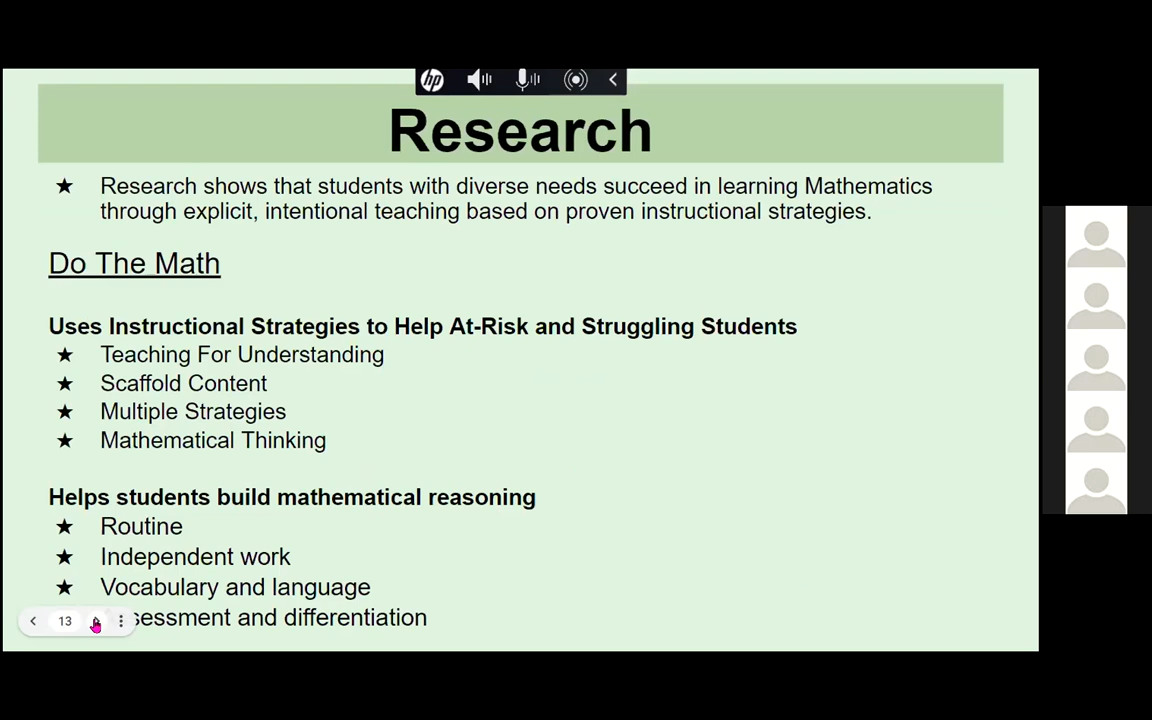 hp
Research
★ Research shows that students with diverse needs succeed in learning Mathematics
through explicit, intentional teaching based on proven instructional strategies.
Do The Math
Uses Instructional Strategies to Help At-Risk and Struggling Students
★ Teaching For Understanding
★ Scaffold Content
★ Multiple Strategies
★ Mathematical Thinking
Helps students build mathematical reasoning
★ Routine
★ Independent work
★ Vocabulary and language
and differentiation
13